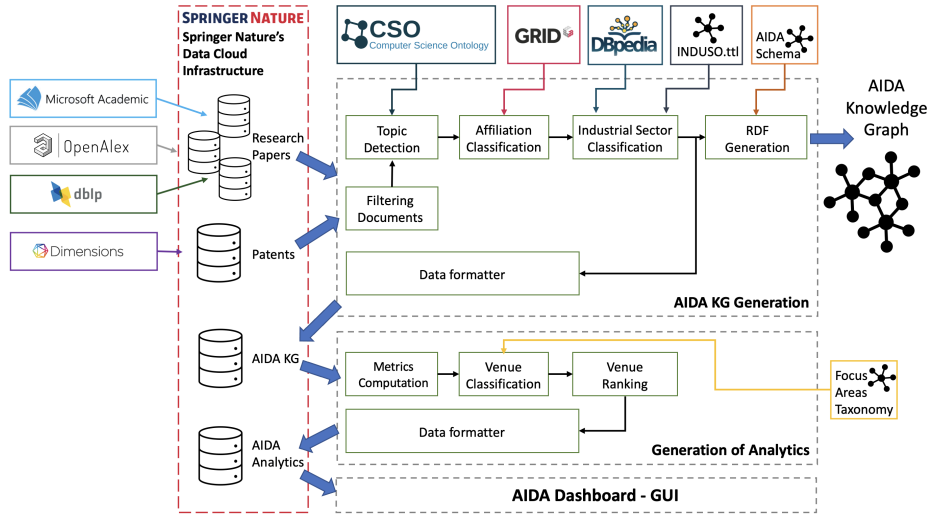 SPRINGER NATURE
Springer Nature's
Data Cloud
Infrastructure
CSO
Computer Science Ontology
GRID
DBpedia
INDUSO.ttl
AIDA
Schema
Microsoft Academic
OpenAlex
dblp
Dimensions
Research
Papers
Patents
AIDA KG
AIDA
Analytics
Topic
Detection
Affiliation
Classification
Industrial Sector
Classification
RDF
Generation
Filtering
Documents
Data formatter
AIDA KG Generation
AIDA
Knowledge
Graph
Metrics
Computation
Venue
Classification
Venue
Ranking
Data formatter
Generation of Analytics
Focus
Areas
Taxonomy
AIDA Dashboard - GUI